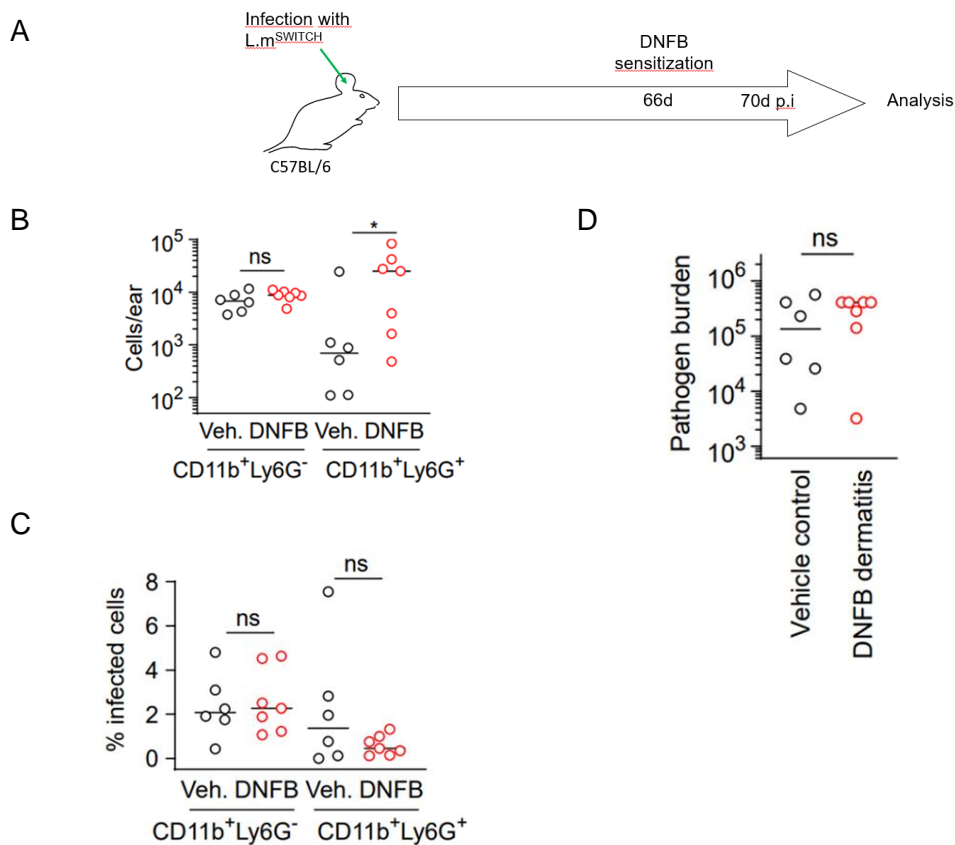 A
Infection with
L.m^SWITCH
C57BL/6
DNFB
sensitization
66d
70d p.i
Analysis
B
Cells/ear
10^5
10^4
10^3
10^2
ns
*
Veh. DNFB Veh. DNFB
CD11b^+Ly6G^- CD11b^+Ly6G^+
C
% infected cells
8
6
4
2
0
ns
ns
Veh. DNFB Veh. DNFB
CD11b^+Ly6G^- CD11b^+Ly6G^+
D
Pathogen burden
10^6
10^5
10^4
10^3
ns
Vehicle control
DNFB dermatitis